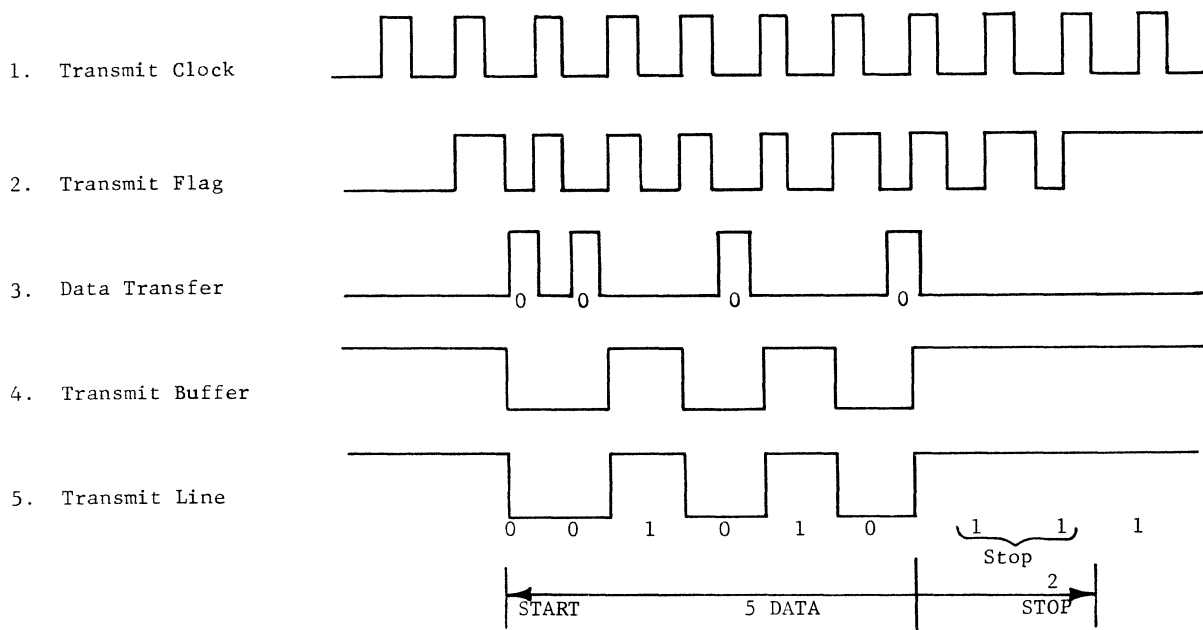 1. Transmit Clock
2. Transmit Flag
3. Data Transfer
0 0 0 0
4. Transmit Buffer
5. Transmit Line
0 0 1 0 1 0 1 1 1
Stop
START 5 DATA 2 STOP